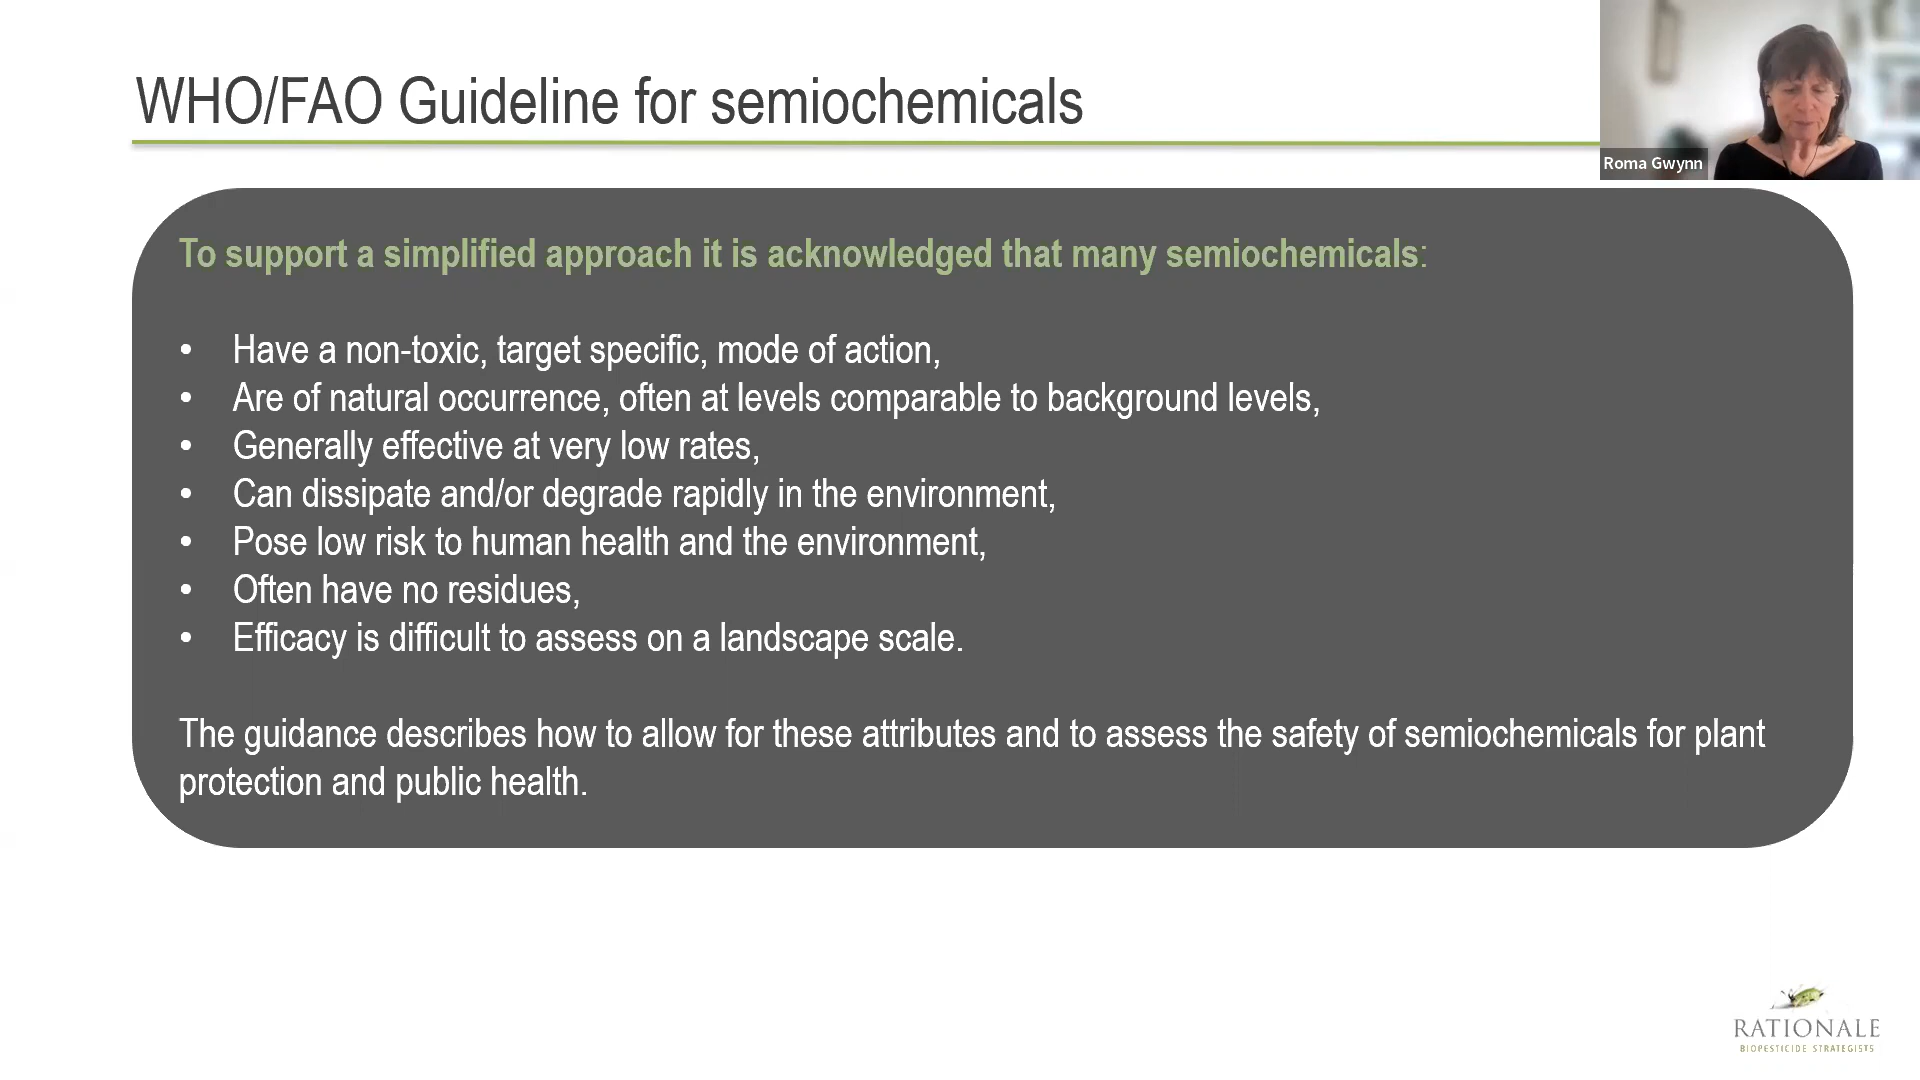 WHO/FAO Guideline for semiochemicals
Roma Gwynn
To support a simplified approach it is acknowledged that many semiochemicals:
• Have a non-toxic, target specific, mode of action,
• Are of natural occurrence, often at levels comparable to background levels,
• Generally effective at very low rates,
• Can dissipate and/or degrade rapidly in the environment,
• Pose low risk to human health and the environment,
• Often have no residues,
• Efficacy is difficult to assess on a landscape scale.
The guidance describes how to allow for these attributes and to assess the safety of semiochemicals for plant
protection and public health.
RATIONALE
BIOPESTICIDE STRATEGISTS